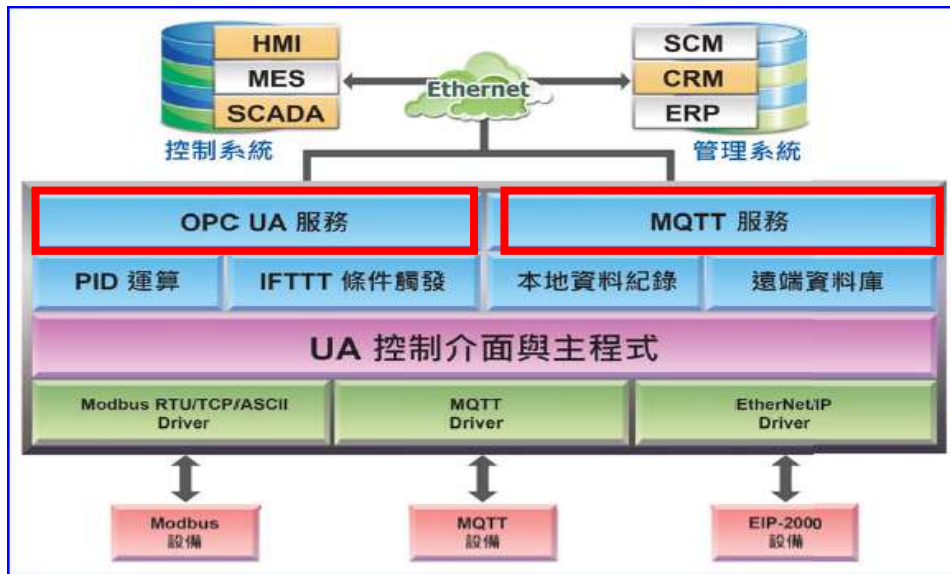 HMI
MES
SCADA
控制系統
Ethernet
SCM
CRM
ERP
管理系統
OPC UA 服務
MQTT 服務
PID 運算
IFTTT 條件觸發
本地資料紀錄
遠端資料庫
UA 控制介面與主程式
Modbus RTU/TCP/ASCII
Driver
MQTT
Driver
EtherNet/IP
Driver
Modbus
設備
MQTT
設備
EIP-2000
設備